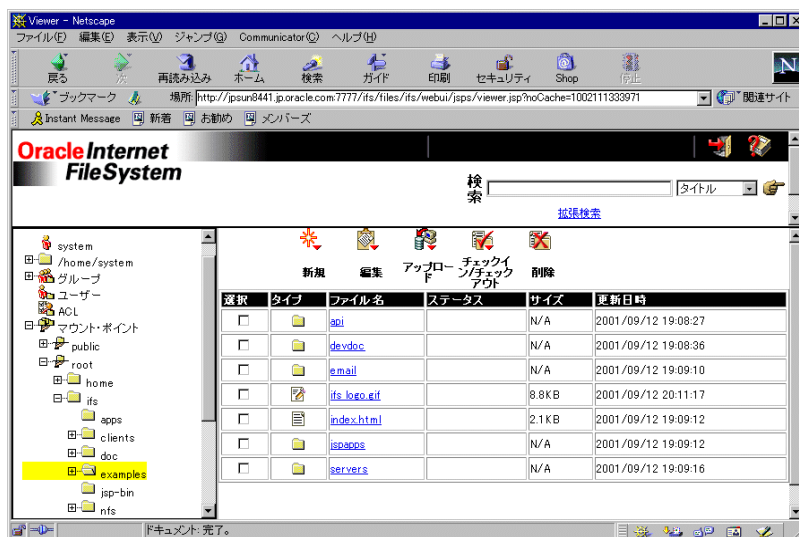 Viewer - Netscape
ファイル(F) 編集(E) 表示(V) ジャンプ(G) Communicator(C) ヘルプ(H)
戻る 次へ 再読み込み ホーム 検索 ガイド 印刷 セキュリティ Shop 停止
N
ブックマーク 場所: http://jpsun8441.jp.oracle.com:7777/ifs/files/ifs/webui/jsps/viewer.jsp?noCache=1002111333971 関連サイト
Instant Message 新着 お勧め メンバーズ
Oracle Internet
FileSystem
検索 タイトル
拡張検索
system
/home/system
グループ
ユーザー
ACL
マウント・ポイント
public
root
home
ifs
apps
clients
doc
examples
jsp-bin
nfs
新規 編集 アップロード チェックイン/チェックアウト 削除
選択 タイプ ファイル名 ステータス サイズ 更新日時
api N/A 2001/09/12 19:08:27
devdoc N/A 2001/09/12 19:08:36
email N/A 2001/09/12 19:09:10
ifs_logo.gif 8.8KB 2001/09/12 20:11:17
index.html 2.1KB 2001/09/12 19:09:12
jspapps N/A 2001/09/12 19:09:12
servers N/A 2001/09/12 19:09:16
ドキュメント: 完了。